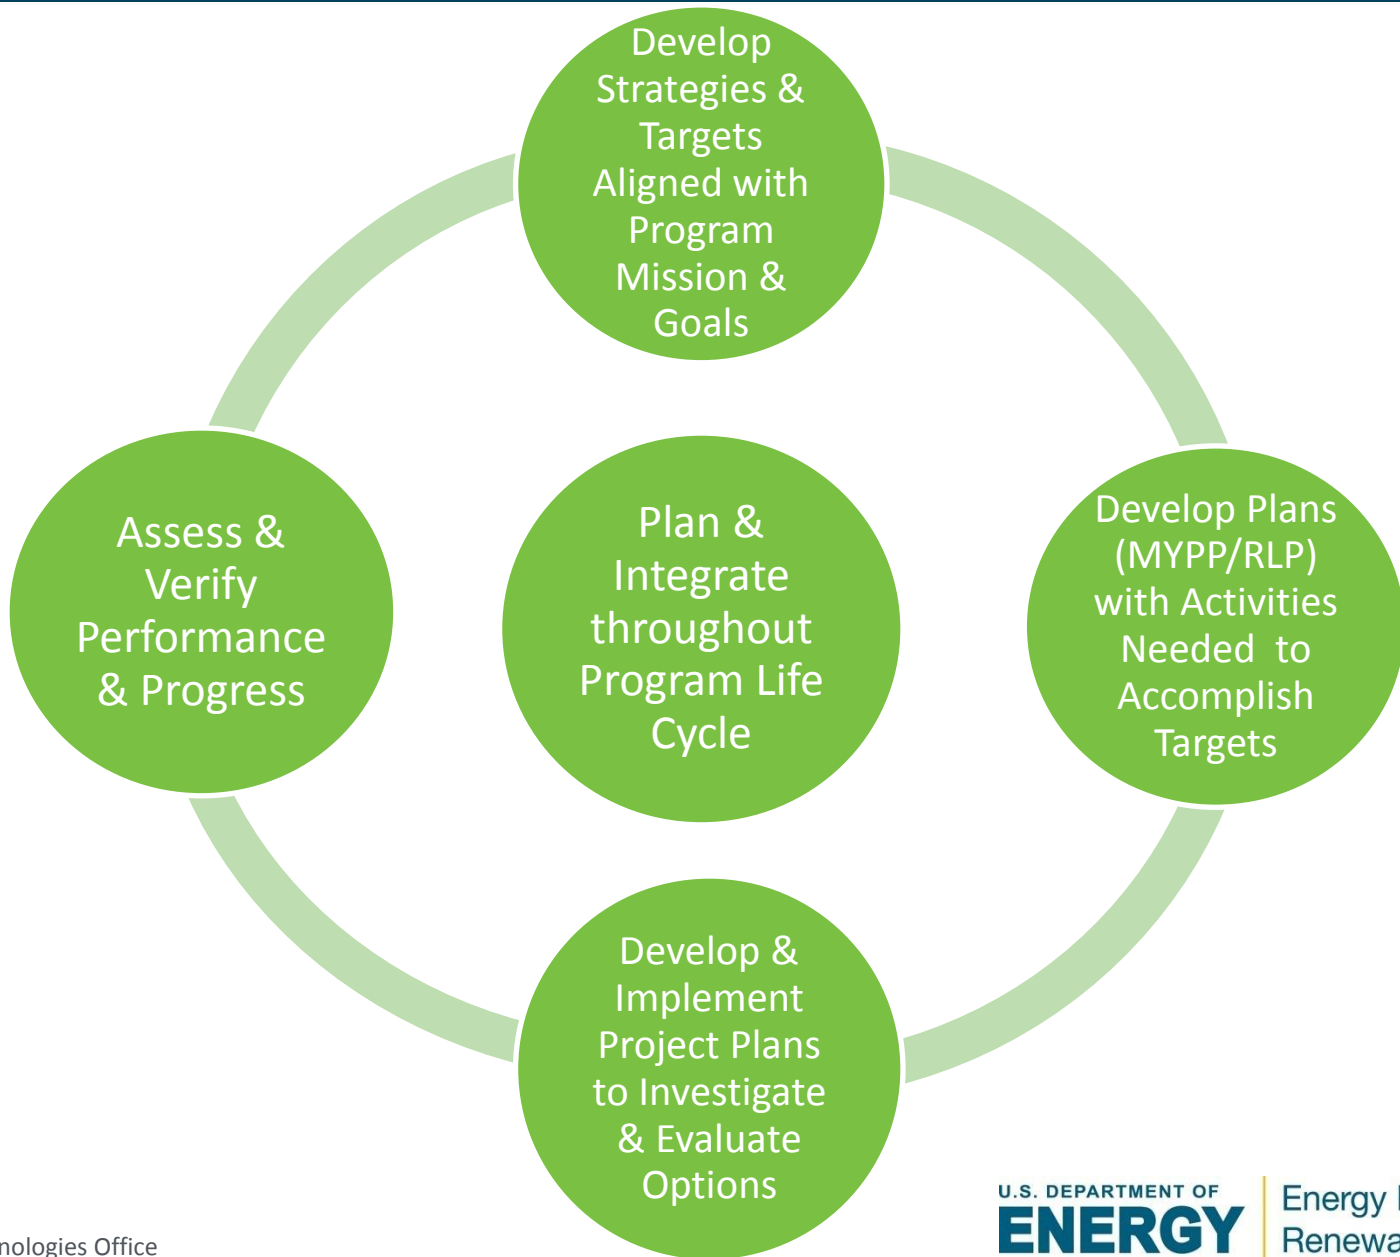 Develop
Strategies &
Targets
Aligned with
Program
Mission &
Goals
Assess &
Verify
Performance
& Progress
Plan &
Integrate
throughout
Program Life
Cycle
Develop Plans
(MYPP/RLP)
with Activities
Needed to
Accomplish
Targets
Develop &
Implement
Project Plans
to Investigate
& Evaluate
Options
U.S. DEPARTMENT OF
ENERGY
Energy
Office